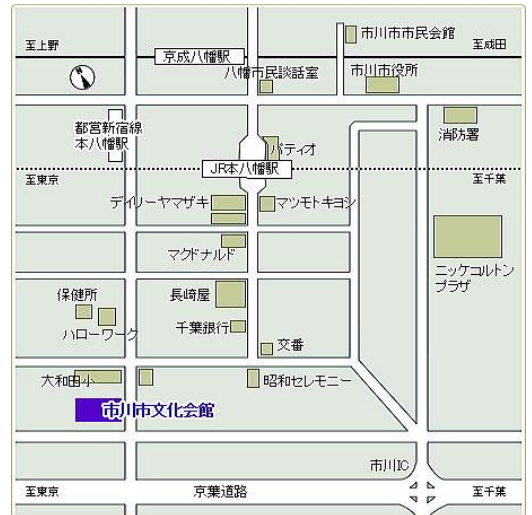 市川市市民会館
至上野
至成田
京成八幡駅
八幡市民談話室
市川市役所
都営新宿線
本八幡駅
消防署
パティオ
JR本八幡駅
至東京
至千葉
デイリーヤマザキ
マツモトキヨシ
マクドナルド
ニッケコルトン
プラザ
保健所
長崎屋
ハローワーク
千葉銀行
交番
大和田小
昭和セレモニー
市川市文化会館
市川IC
至東京
京葉道路
至千葉